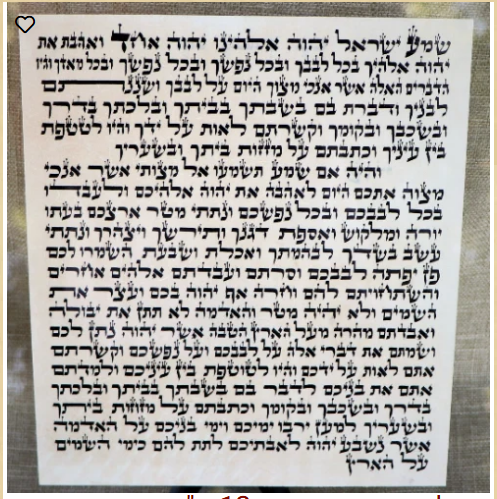 שמע ישראל יהוה אלהינו יהוה אחד ואהבת את
יהוה אלהיך בכל לבבך ובכל נפשך ובכל מאדך והיו
הדברים האלה אשר אנכי מצוך היום על לבבך ושננתם
לבניך ודברת בם בשבתך בביתך ובלכתך בדרך
ובשכבך ובקומך וקשרתם לאות על ידך והיו לטטפת
בין עיניך וכתבתם על מזזות ביתך ובשעריך
והיה אם שמע תשמעו אל מצותי אשר אנכי
מצוה אתכם היום לאהבה את יהוה אלהיכם ולעבדו
בכל לבבכם ובכל נפשכם ונתתי מטר ארצכם בעתו
יורה ומלקוש ואספת דגנך ותירשך ויצהרך ונתתי
עשב בשדך לבהמתך ואכלת ושבעת השמרו לכם
פן יפתה לבבכם וסרתם ועבדתם אלהים אחרים
והשתחויתם להם וחרה אף יהוה בכם ועצר את
השמים ולא יהיה מטר והאדמה לא תתן את יבולה
ואבדתם מהרה מעל הארץ הטבה אשר יהוה נתן לכם
ושמתם את דברי אלה על לבבכם ועל נפשכם וקשרתם
אתם לאות על ידכם והיו לטוטפת בין עיניכם ולמדתם
אתם את בניכם לדבר בם בשבתך בביתך ובלכתך
בדרך ובשכבך ובקומך וכתבתם על מזוזות ביתך
ובשעריך למען ירבו ימיכם וימי בניכם על האדמה
אשר נשבע יהוה לאבתיכם לתת להם כימי השמים
על הארץ